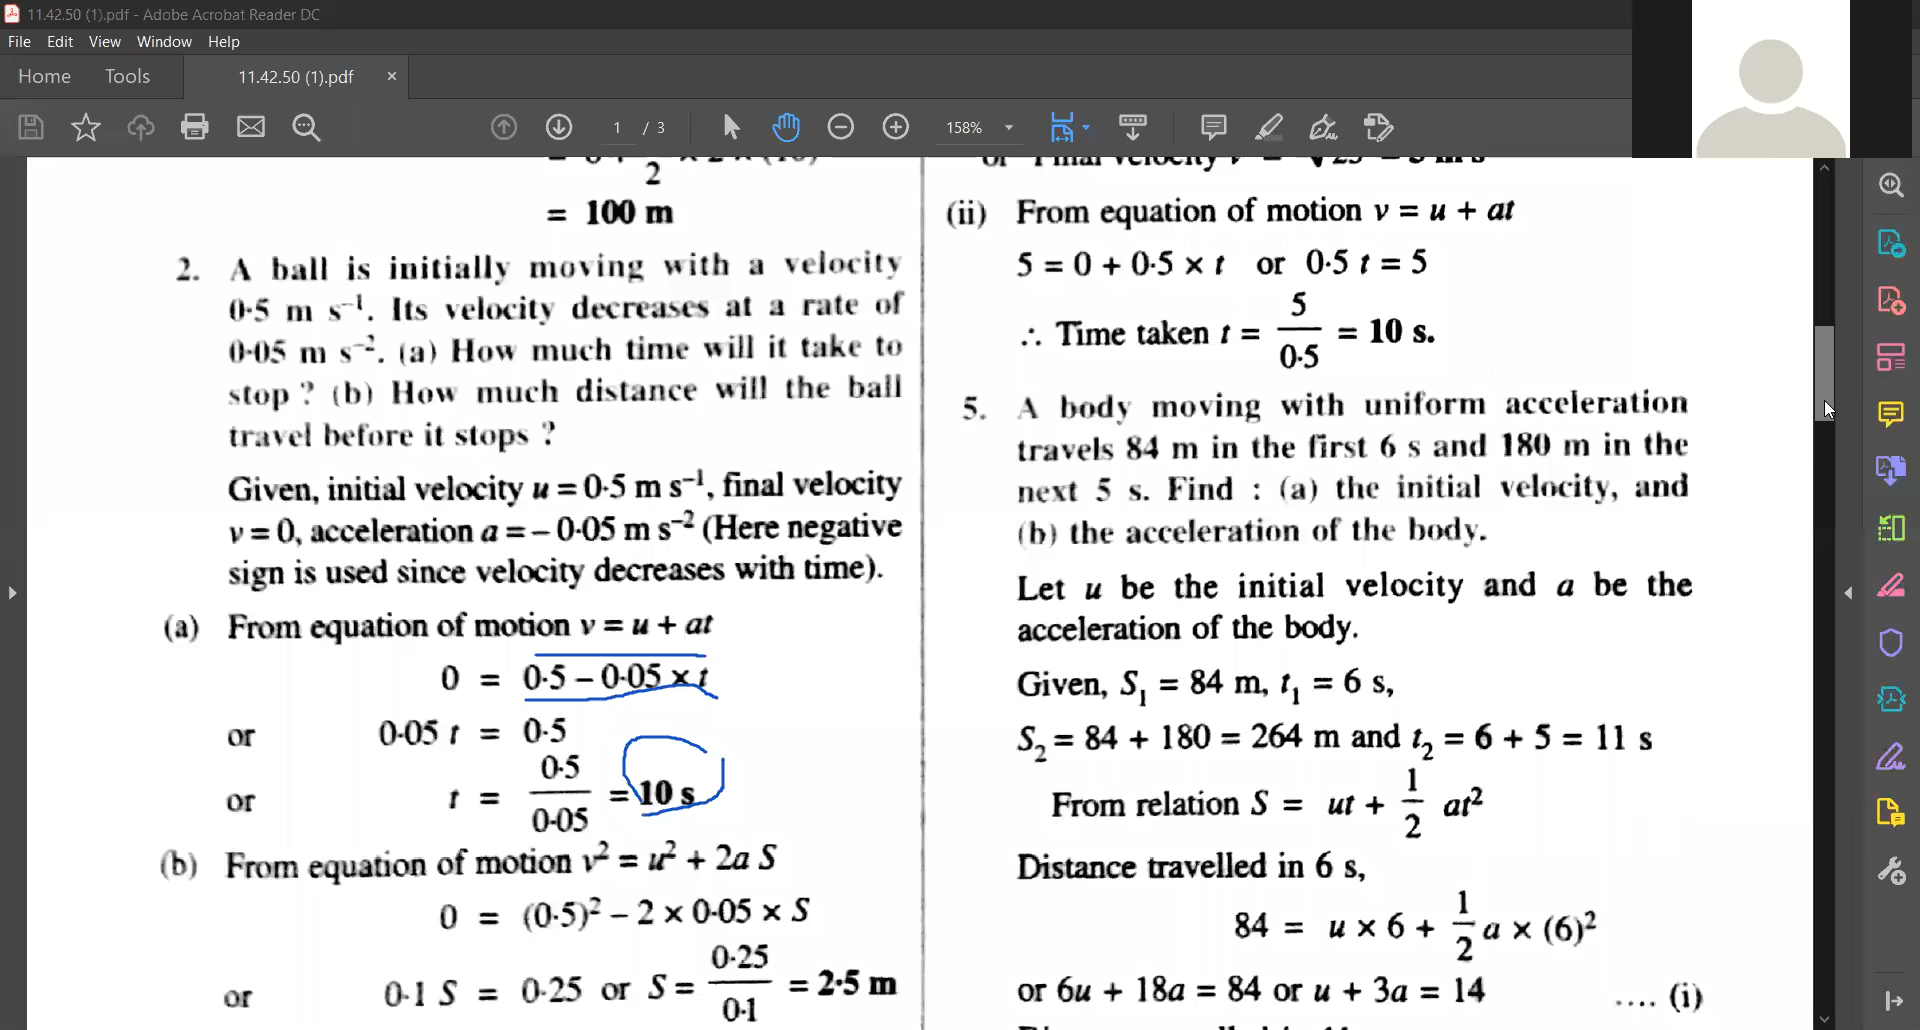 11.42.50 (1).pdf - Adobe Acrobat Reader DC
File Edit View Window Help
Home Tools 11.42.50 (1).pdf ×
1 / 3 158%
2
= 100 m
2. A ball is initially moving with a velocity
0·5 m s⁻¹. Its velocity decreases at a rate of
0·05 m s⁻². (a) How much time will it take to
stop ? (b) How much distance will the ball
travel before it stops ?
Given, initial velocity u = 0·5 m s⁻¹, final velocity
v = 0, acceleration a = – 0·05 m s⁻² (Here negative
sign is used since velocity decreases with time).
(a) From equation of motion v = u + at
0 = 0·5 – 0·05 × t
or 0·05 t = 0·5
or t = 0·5 / 0·05 = 10 s
(b) From equation of motion v² = u² + 2a S
0 = (0·5)² – 2 × 0·05 × S
or 0·1 S = 0·25 or S = 0·25 / 0·1 = 2·5 m
or Final velocity v = √25 = 5 m s
(ii) From equation of motion v = u + at
5 = 0 + 0·5 × t or 0·5 t = 5
∴ Time taken t = 5 / 0·5 = 10 s.
5. A body moving with uniform acceleration
travels 84 m in the first 6 s and 180 m in the
next 5 s. Find : (a) the initial velocity, and
(b) the acceleration of the body.
Let u be the initial velocity and a be the
acceleration of the body.
Given, S₁ = 84 m, t₁ = 6 s,
S₂ = 84 + 180 = 264 m and t₂ = 6 + 5 = 11 s
From relation S = ut + 1/2 at²
Distance travelled in 6 s,
84 = u × 6 + 1/2 a × (6)²
or 6u + 18a = 84 or u + 3a = 14 .... (i)